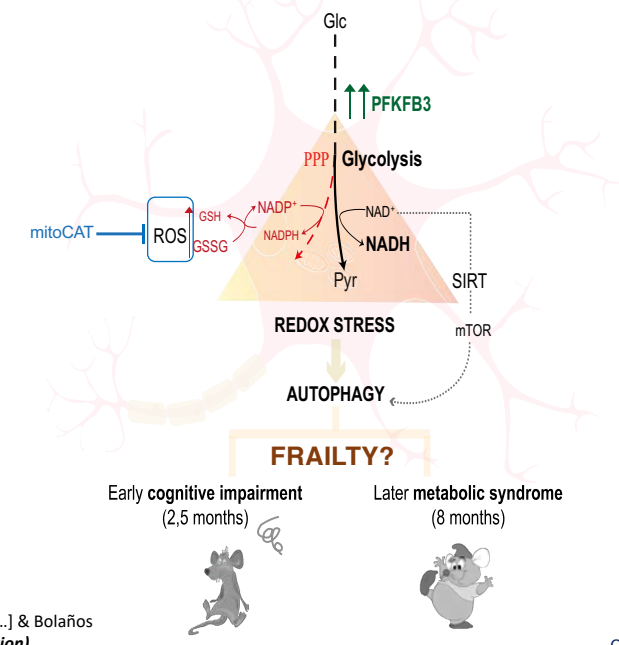 Glc
PFKFB3
PPP Glycolysis
NADP⁺
NAD⁺
GSH
mitoCAT
ROS
NADPH
NADH
GSSG
Pyr
SIRT
REDOX STRESS
mTOR
AUTOPHAGY
FRAILTY?
Early cognitive impairment
(2,5 months)
Later metabolic syndrome
(8 months)
..] & Bolaños